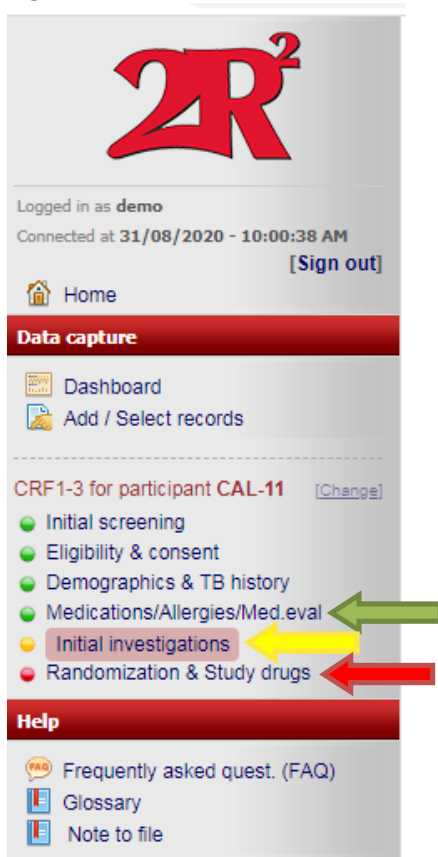 2R2
Logged in as demo
Connected at 31/08/2020 - 10:00:38 AM
[Sign out]
Home
Data capture
Dashboard
Add / Select records
CRF1-3 for participant CAL-11 [Change]
Initial screening
Eligibility & consent
Demographics & TB history
Medications/Allergies/Med.eval
Initial investigations
Randomization & Study drugs
Help
FAQ Frequently asked quest. (FAQ)
Glossary
Note to file